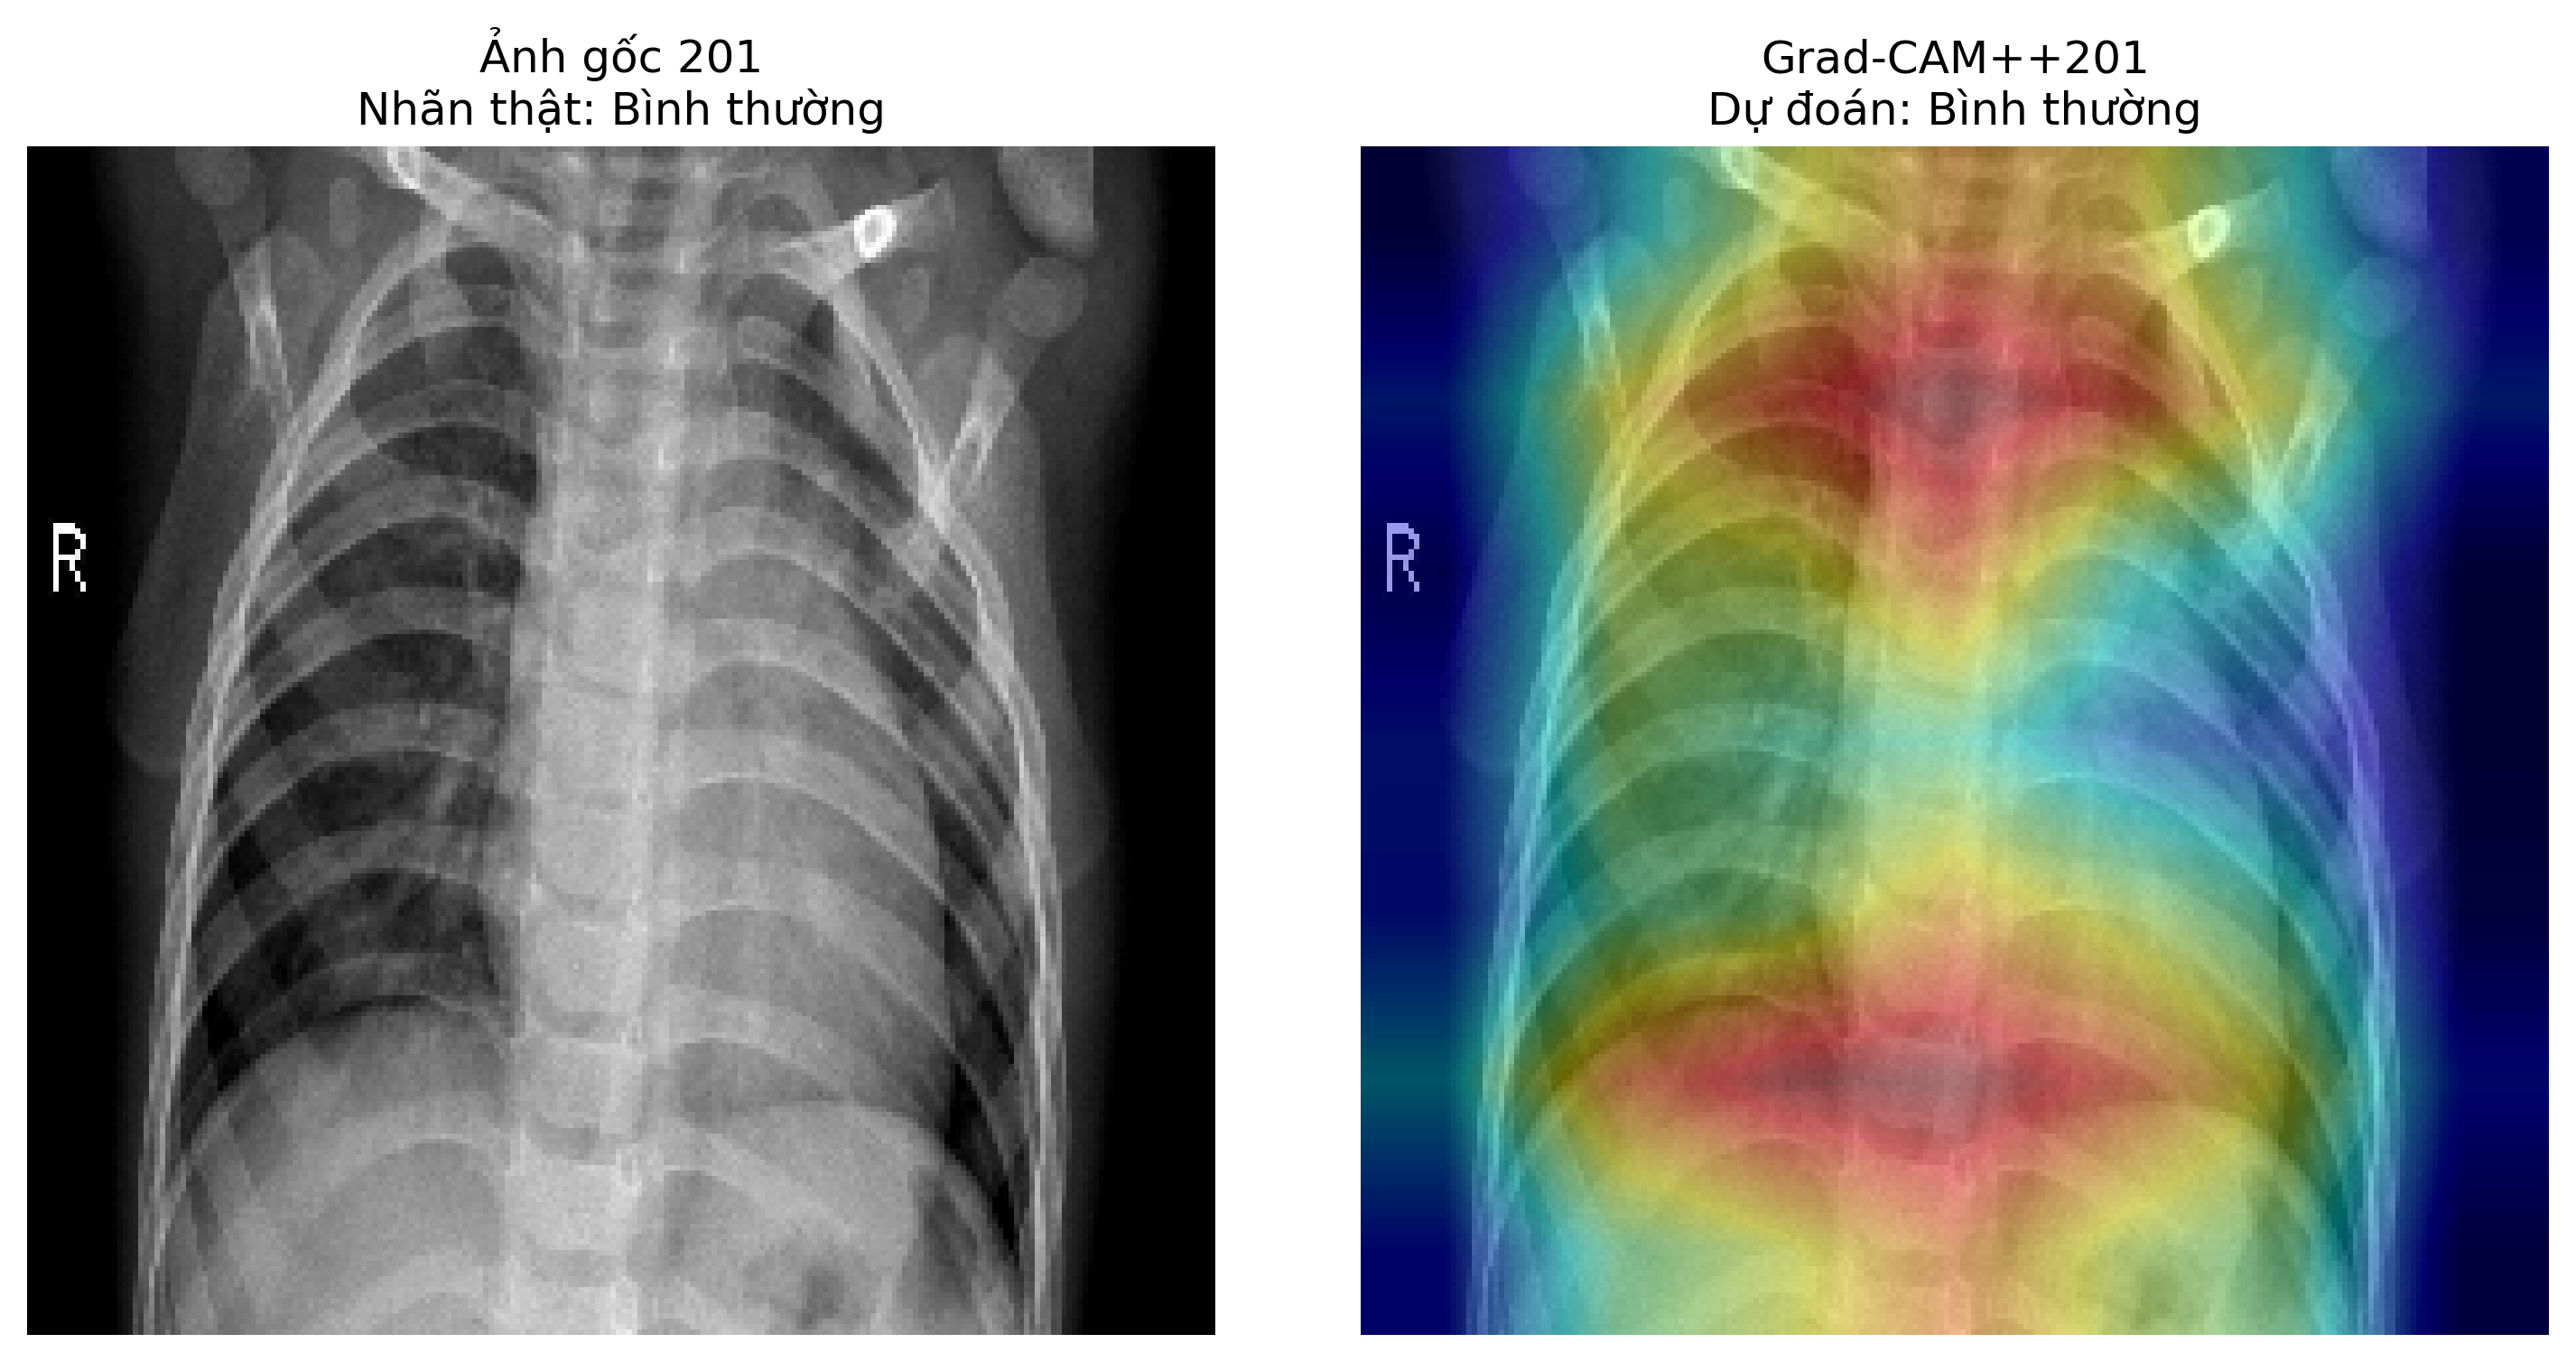 Ảnh gốc 201
Nhãn thật: Bình thường
Grad-CAM++201
Dự đoán: Bình thường
R
R